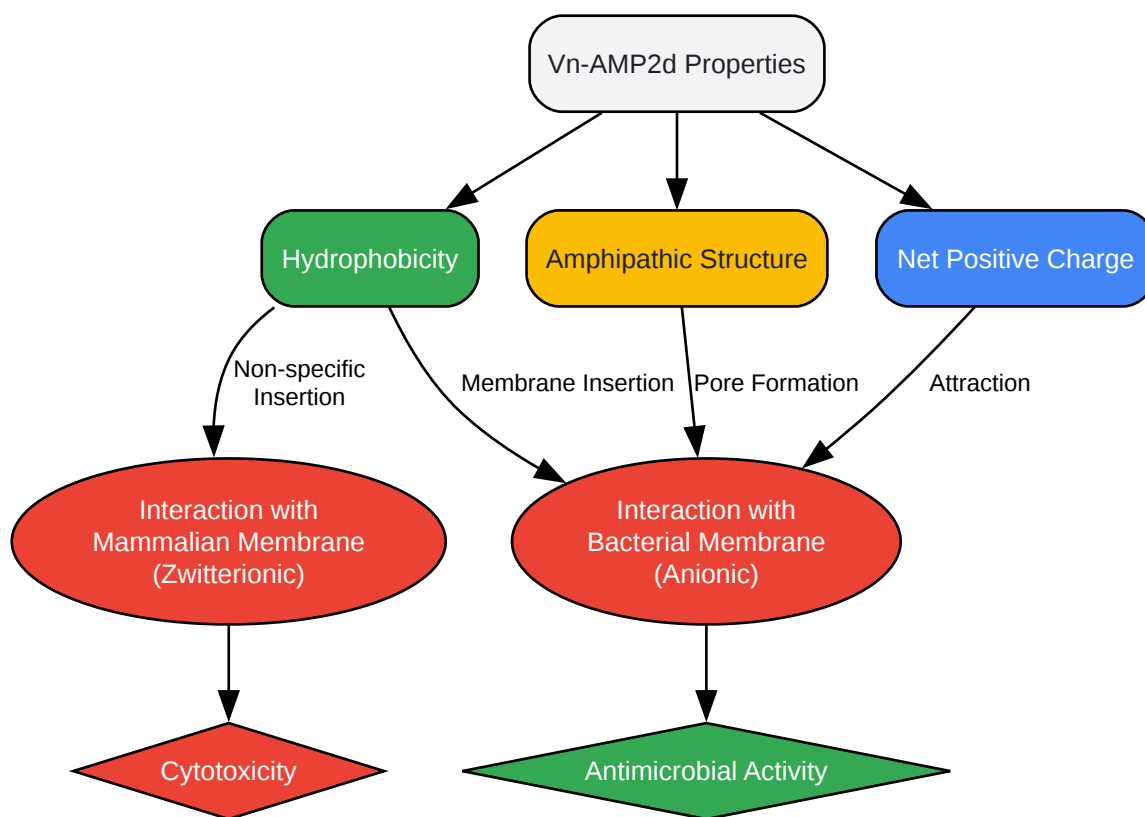 Vn-AMP2d Properties
Hydrophobicity
Amphipathic Structure
Net Positive Charge
Non-specific
Insertion
Membrane Insertion
Pore Formation
Attraction
Interaction with
Mammalian Membrane
(Zwitterionic)
Interaction with
Bacterial Membrane
(Anionic)
Cytotoxicity
Antimicrobial Activity